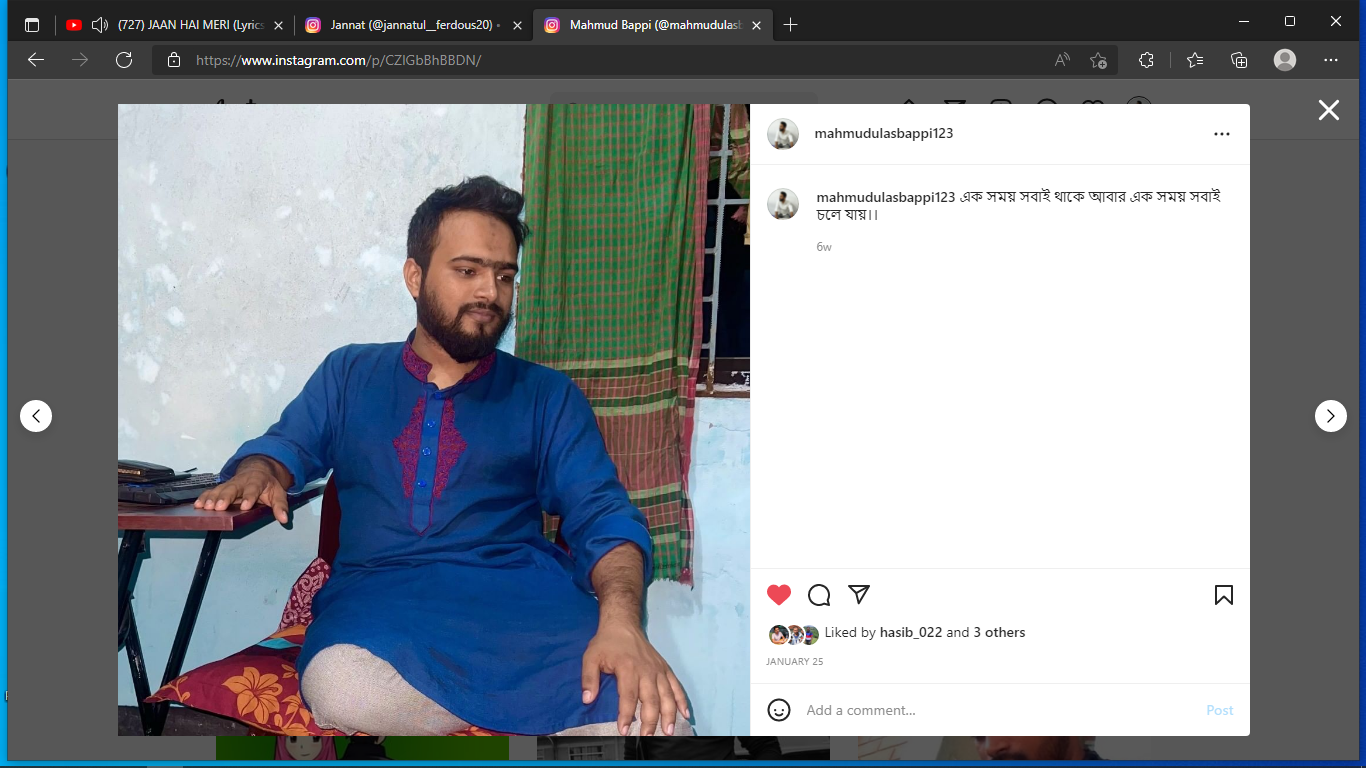 (727) JAAN HAI MERI (Lyrics
Jannat (@jannatul__ferdous20) •
Mahmud Bappi (@mahmudulasb
https://www.instagram.com/p/CZIGbBhBBDN/
mahmudulasbappi123
mahmudulasbappi123 এক সময় সবাই থাকে আবার এক সময় সবাই
চলে যায়।।
6w
Liked by hasib_022 and 3 others
JANUARY 25
Add a comment...
Post